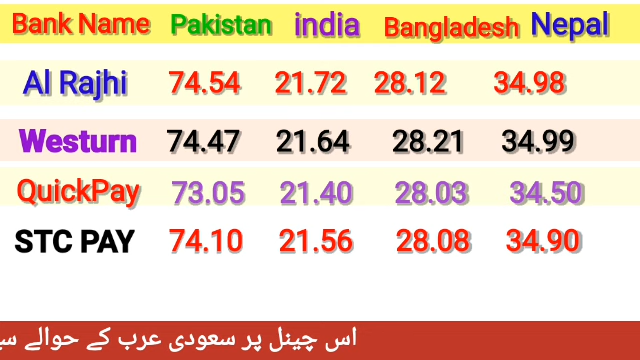 Bank Name Pakistan india Bangladesh Nepal
Al Rajhi 74.54 21.72 28.12 34.98
Westurn 74.47 21.64 28.21 34.99
QuickPay 73.05 21.40 28.03 34.50
STC PAY 74.10 21.56 28.08 34.90
اس چینل پر سعودی عرب کے حوالے سے